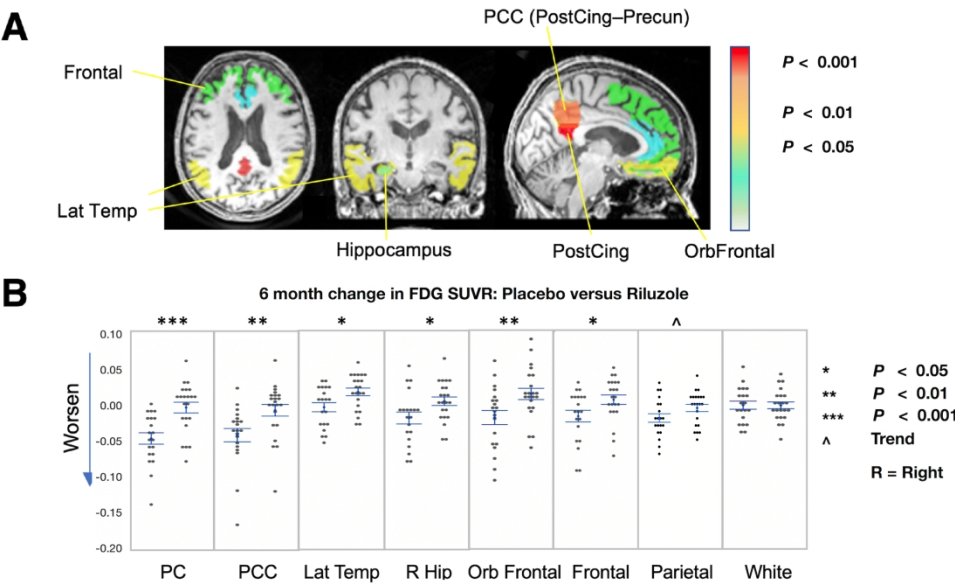 A
PCC (PostCing–Precun)
Frontal
Lat Temp
Hippocampus
PostCing
OrbFrontal
P < 0.001
P < 0.01
P < 0.05
B
6 month change in FDG SUVR: Placebo versus Riluzole
*** ** * * ** * ^
Worsen
0.10
0.05
0.00
-0.05
-0.10
-0.15
-0.20
* P < 0.05
** P < 0.01
*** P < 0.001
^ Trend
R = Right
PC PCC Lat Temp R Hip Orb Frontal Frontal Parietal White